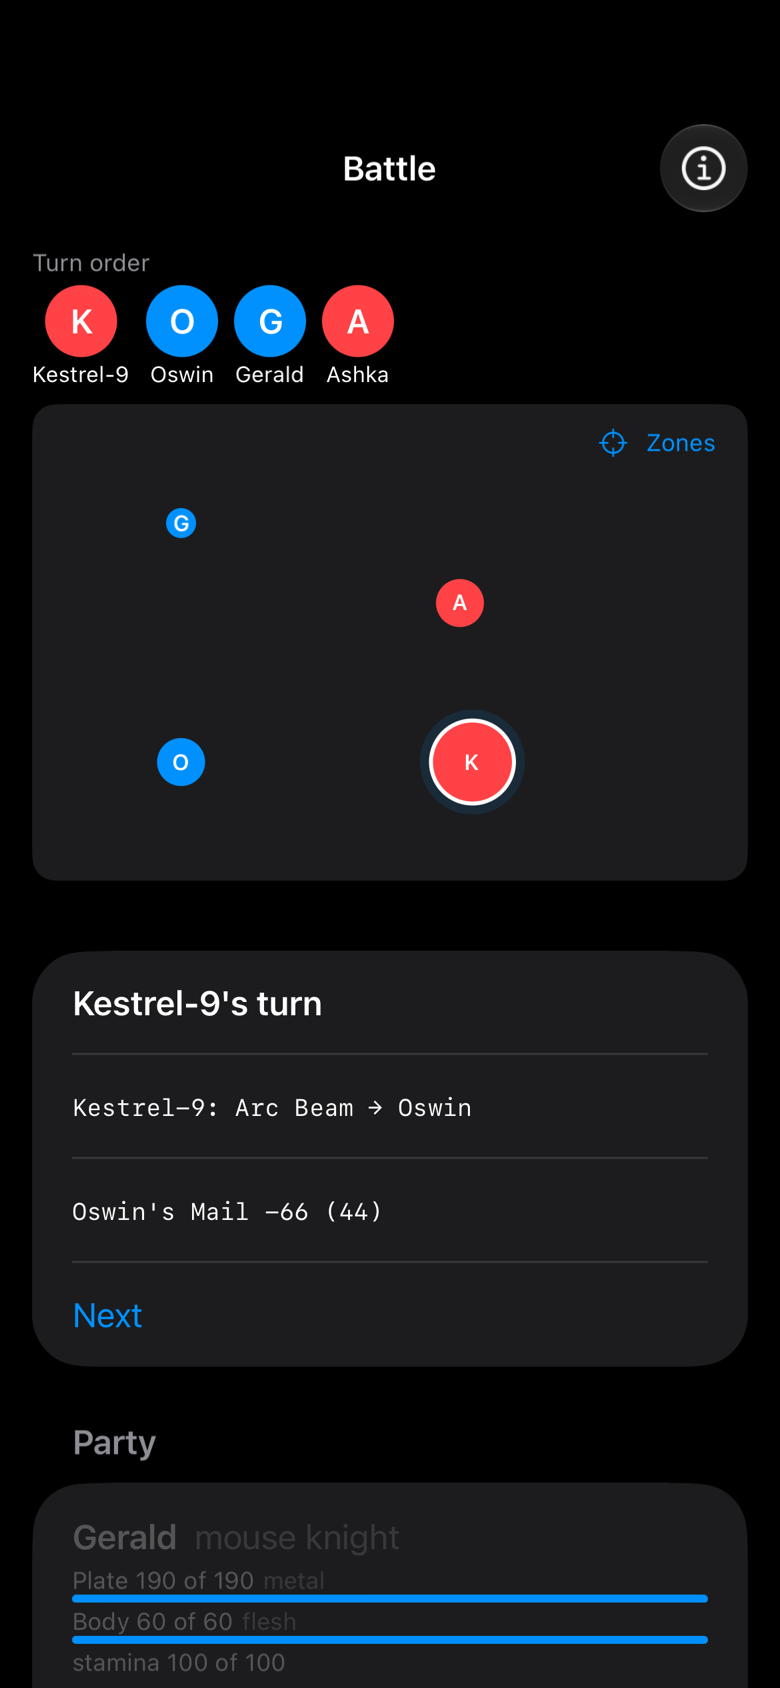 Battle
Turn order
K O G A
Kestrel-9 Oswin Gerald Ashka
Zones
G
A
O
K
Kestrel-9's turn
Kestrel-9: Arc Beam → Oswin
Oswin's Mail -66 (44)
Next
Party
Gerald mouse knight
Plate 190 of 190 metal
Body 60 of 60 flesh
stamina 100 of 100